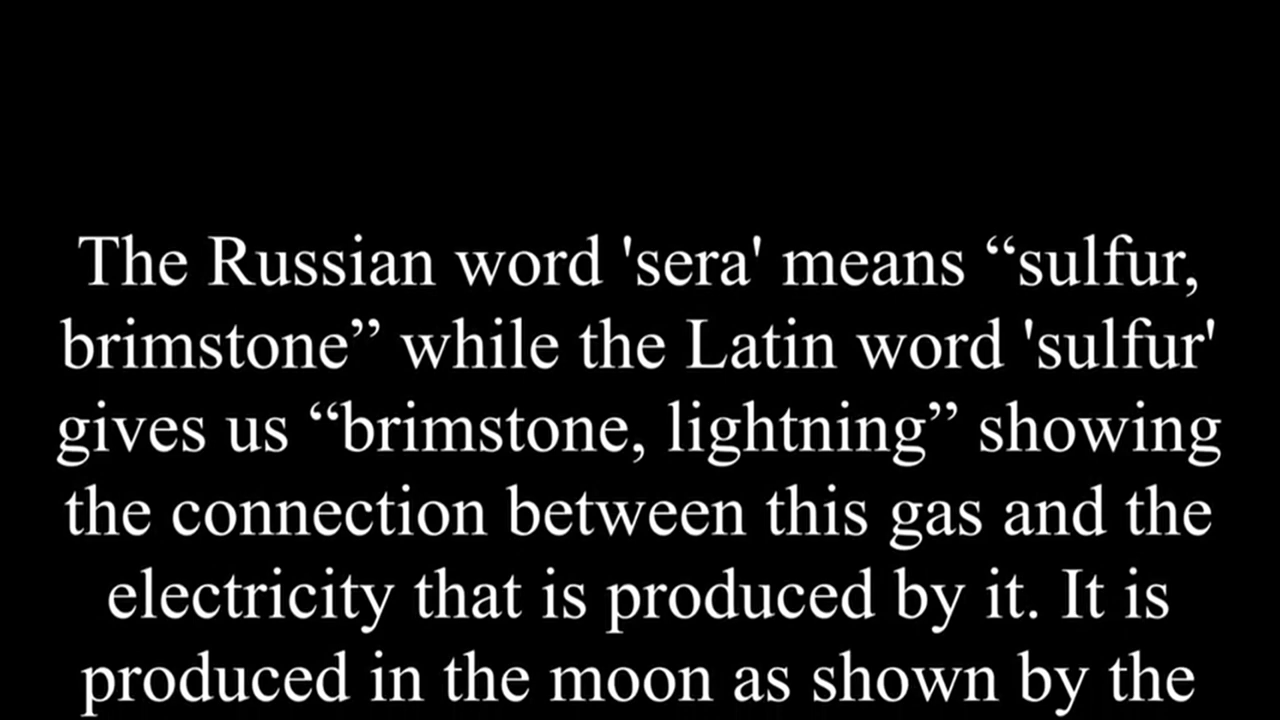 The Russian word 'sera' means “sulfur,
brimstone” while the Latin word 'sulfur'
gives us “brimstone, lightning” showing
the connection between this gas and the
electricity that is produced by it. It is
produced in the moon as shown by the